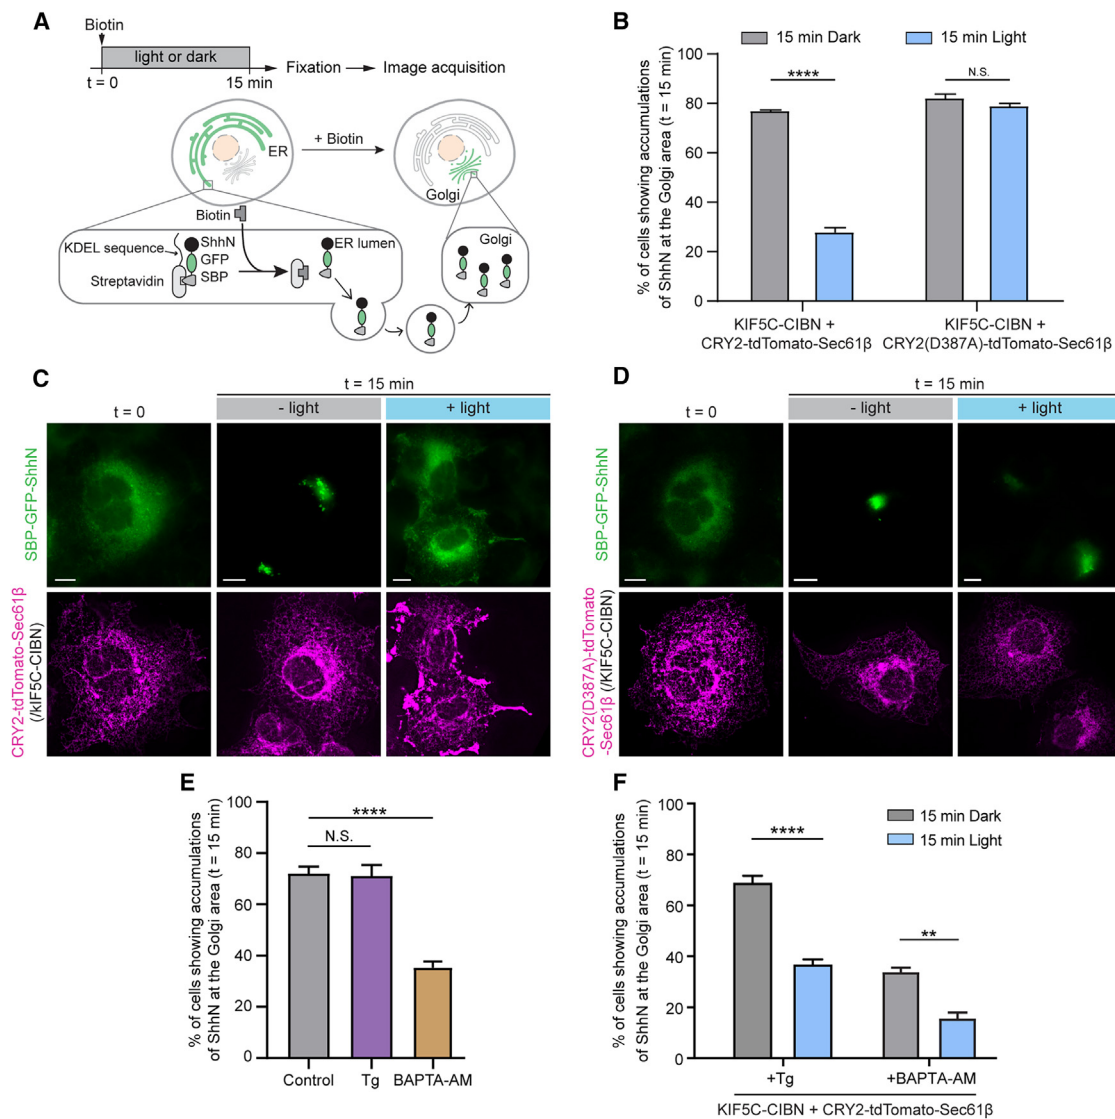 A
Biotin
light or dark
t = 0
15 min
Fixation
Image acquisition
ER
+ Biotin
Golgi
Biotin
KDEL sequence
ShhN
GFP
SBP
Streptavidin
ER lumen
Golgi
B
15 min Dark
15 min Light
% of cells showing accumulations
of ShhN at the Golgi area (t = 15 min)
100
80
60
40
20
0
****
N.S.
KIF5C-CIBN +
CRY2-tdTomato-Sec61β
KIF5C-CIBN +
CRY2(D387A)-tdTomato-Sec61β
C
t = 15 min
t = 0
- light
+ light
SBP-GFP-ShhN
CRY2-tdTomato-Sec61β
(/KIF5C-CIBN)
D
t = 15 min
t = 0
- light
+ light
SBP-GFP-ShhN
CRY2(D387A)-tdTomato
-Sec61β (/KIF5C-CIBN)
E
% of cells showing accumulations
of ShhN at the Golgi area (t = 15 min)
100
80
60
40
20
0
****
N.S.
Control
Tg
BAPTA-AM
F
% of cells showing accumulations
of ShhN at the Golgi area (t = 15 min)
100
80
60
40
20
0
15 min Dark
15 min Light
****
**
+Tg
+BAPTA-AM
KIF5C-CIBN + CRY2-tdTomato-Sec61β